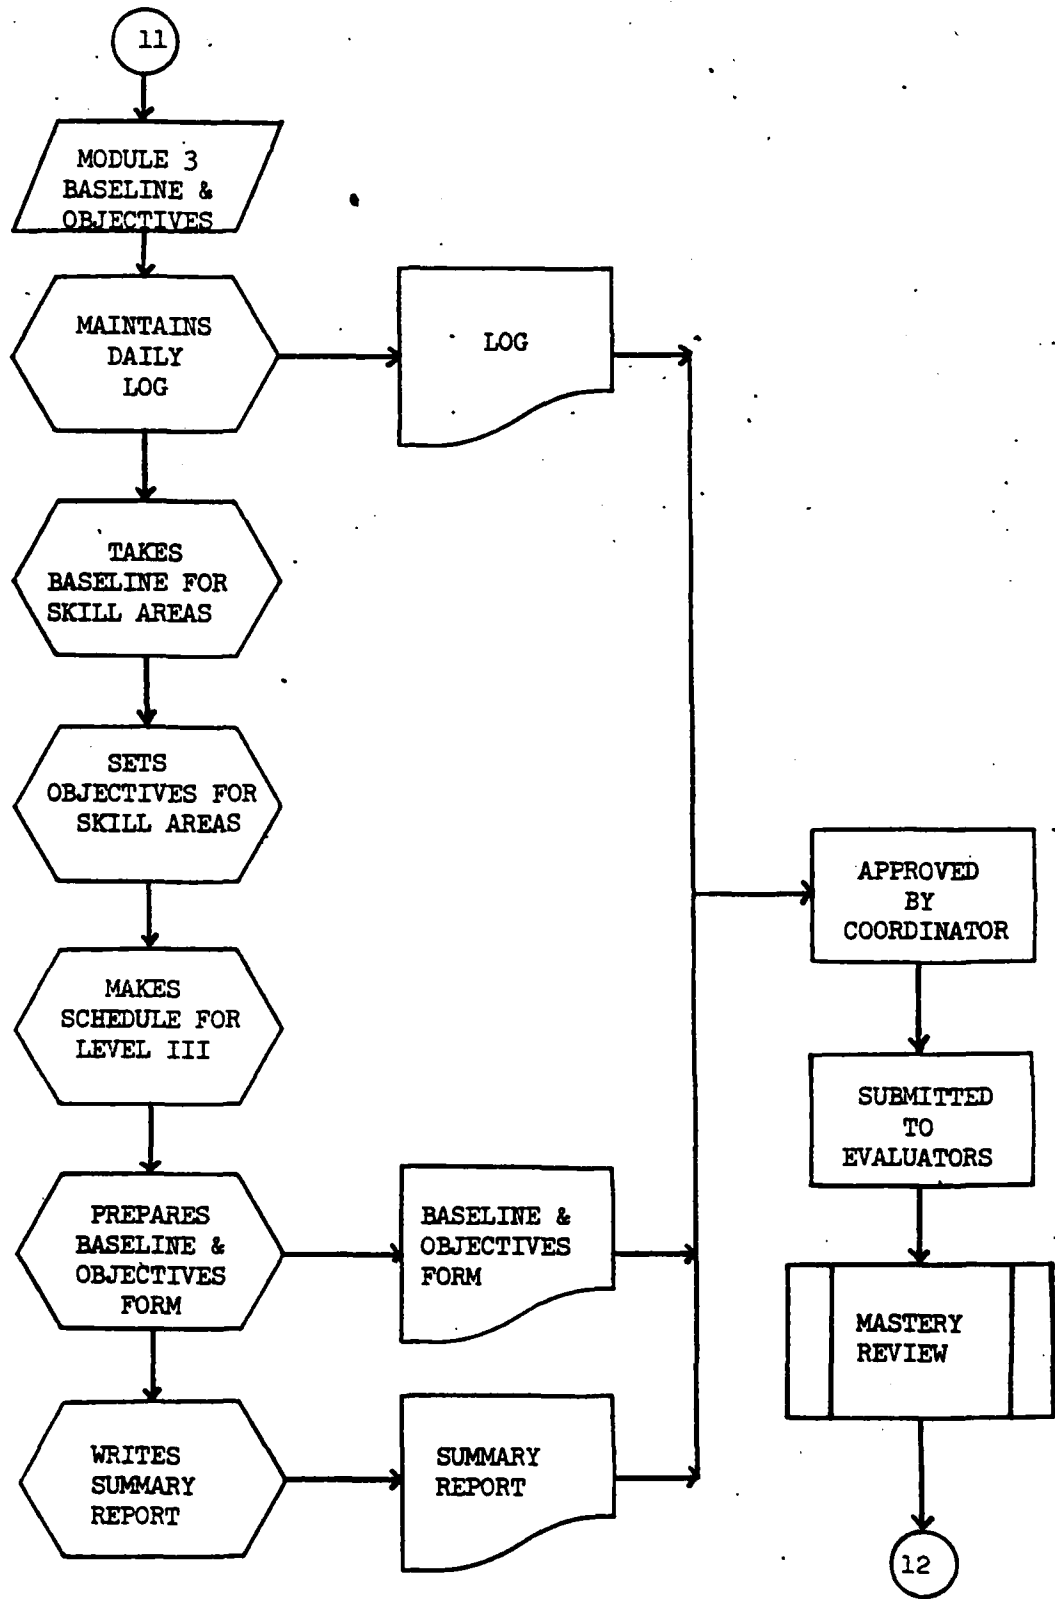 11
MODULE 3
BASELINE &
OBJECTIVES
MAINTAINS
DAILY
LOG
LOG
TAKES
BASELINE FOR
SKILL AREAS
SETS
OBJECTIVES FOR
SKILL AREAS
MAKES
SCHEDULE FOR
LEVEL III
PREPARES
BASELINE &
OBJECTIVES
FORM
BASELINE &
OBJECTIVES
FORM
WRITES
SUMMARY
REPORT
SUMMARY
REPORT
APPROVED
BY
COORDINATOR
SUBMITTED
TO
EVALUATORS
MASTERY
REVIEW
12